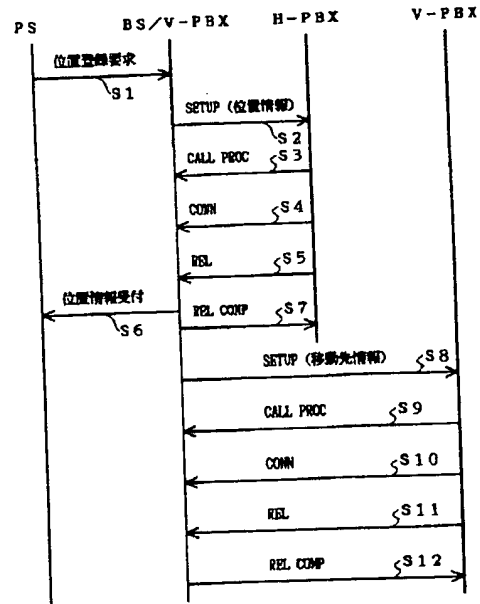 PS BS/V-PBX H-PBX V-PBX
位置登録要求
S1
SETUP (位置情報)
S2
CALL PROC S3
CONN S4
REL S5
位置情報受付
S6
REL COMP S7
SETUP (移動先情報) S8
CALL PROC S9
CONN S10
REL S11
REL COMP S12